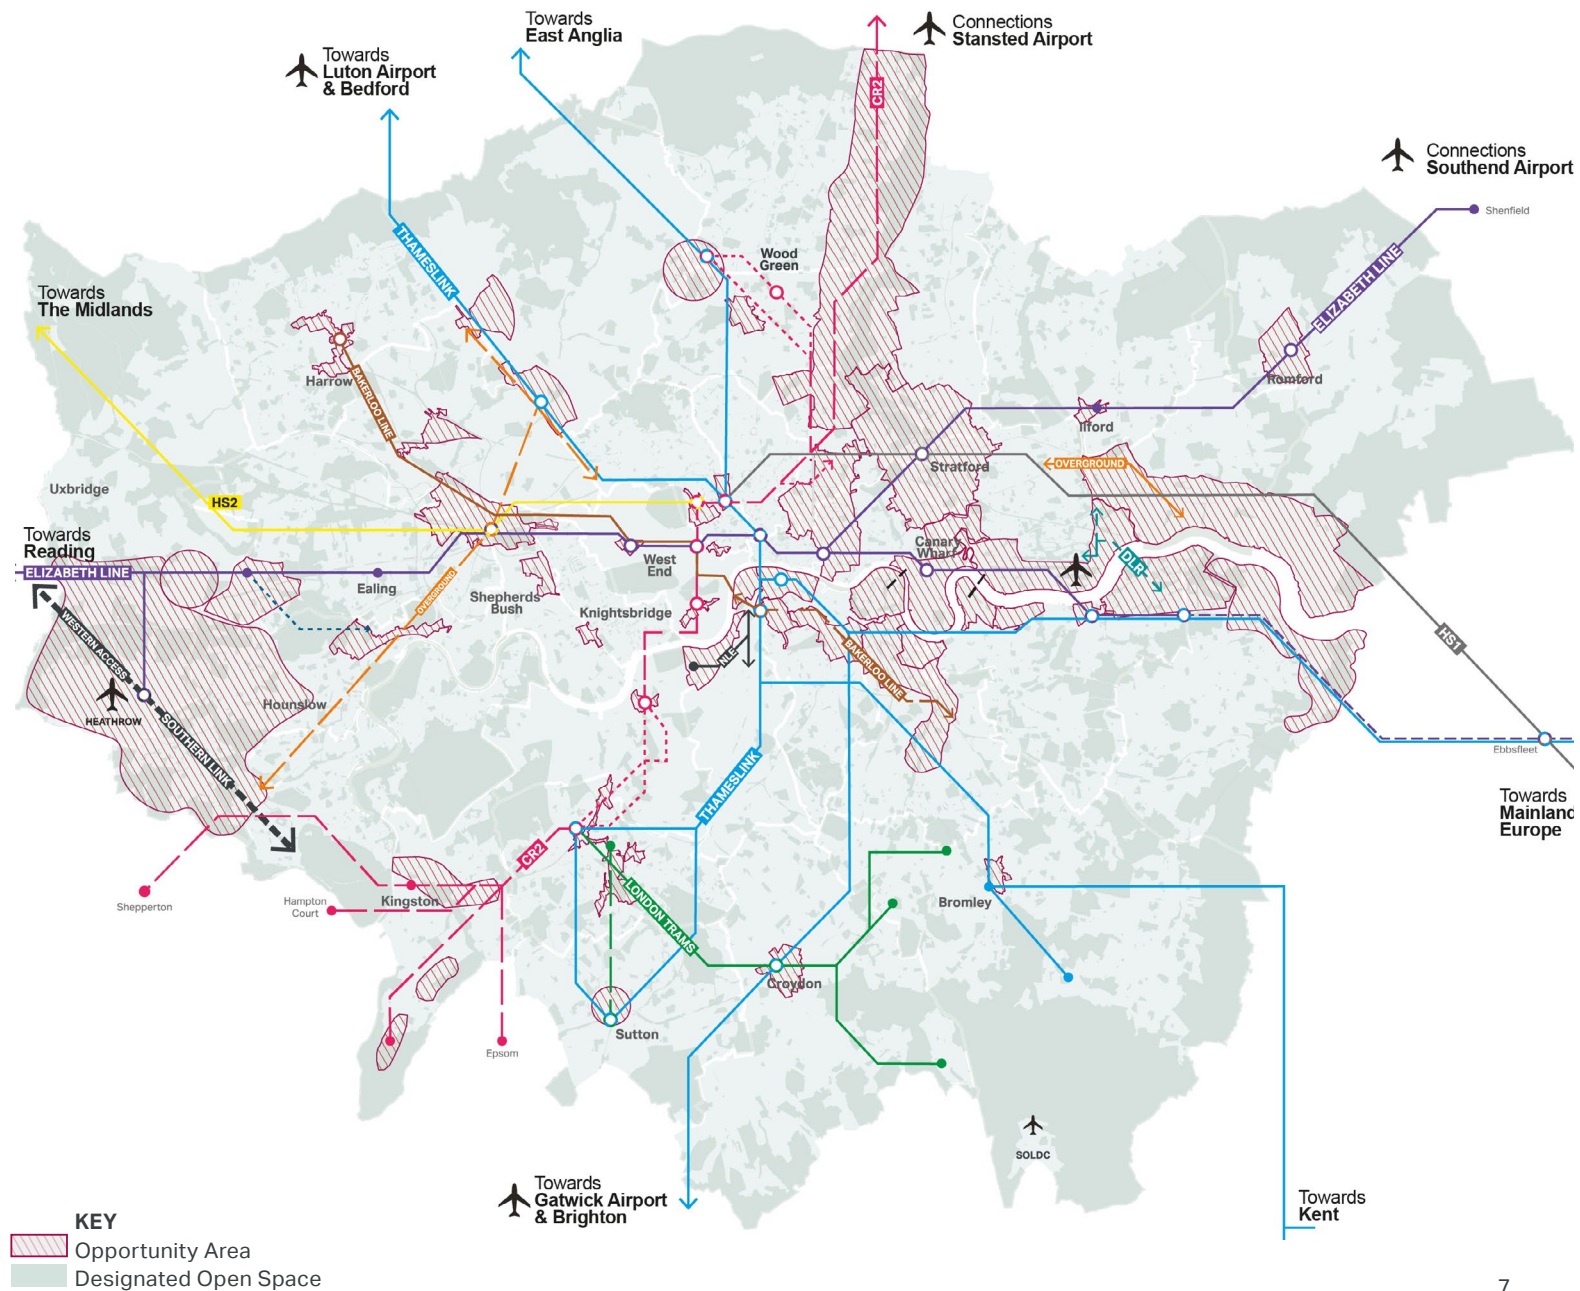 Towards
East Anglia
Connections
Stansted Airport
Towards
Luton Airport
& Bedford
CR2
Connections
Southend Airport
Shenfield
THAMESLINK
Wood
Green
ELIZABETH LINE
Towards
The Midlands
Harrow
BAKERLOO LINE
Romford
Ilford
Uxbridge
HS2
Stratford
OVERGROUND
Towards
Reading
ELIZABETH LINE
Ealing
OVERGROUND
Shepherds
Bush
West
End
Knightsbridge
Canary
Wharf
DLR
WESTERN ACCESS
HEATHROW
SOUTHERN LINK
Hounslow
NLE
BAKERLOO LINE
HS1
Ebbsfleet
THAMESLINK
Towards
Mainland
Europe
CR2
Shepperton
Hampton
Court
Kingston
LONDON TRAMS
Bromley
Croydon
Sutton
Epsom
SOLDC
Towards
Gatwick Airport
& Brighton
Towards
Kent
KEY
Opportunity Area
Designated Open Space
7